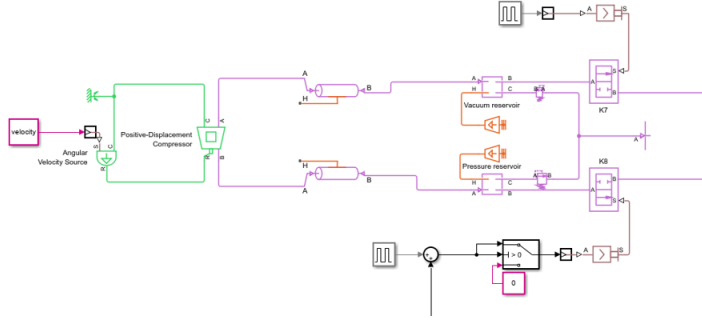 A
S
A
B
A
B
H
C
B
S
A
B
H
Vacuum reservoir
K7
velocity
S
C
R
Angular
Velocity Source
Positive-Displacement
Compressor
C
A
R
B
A
Pressure reservoir
K8
H
B
A
H
C
A
B
A
B
B
S
> 0
A
S
0